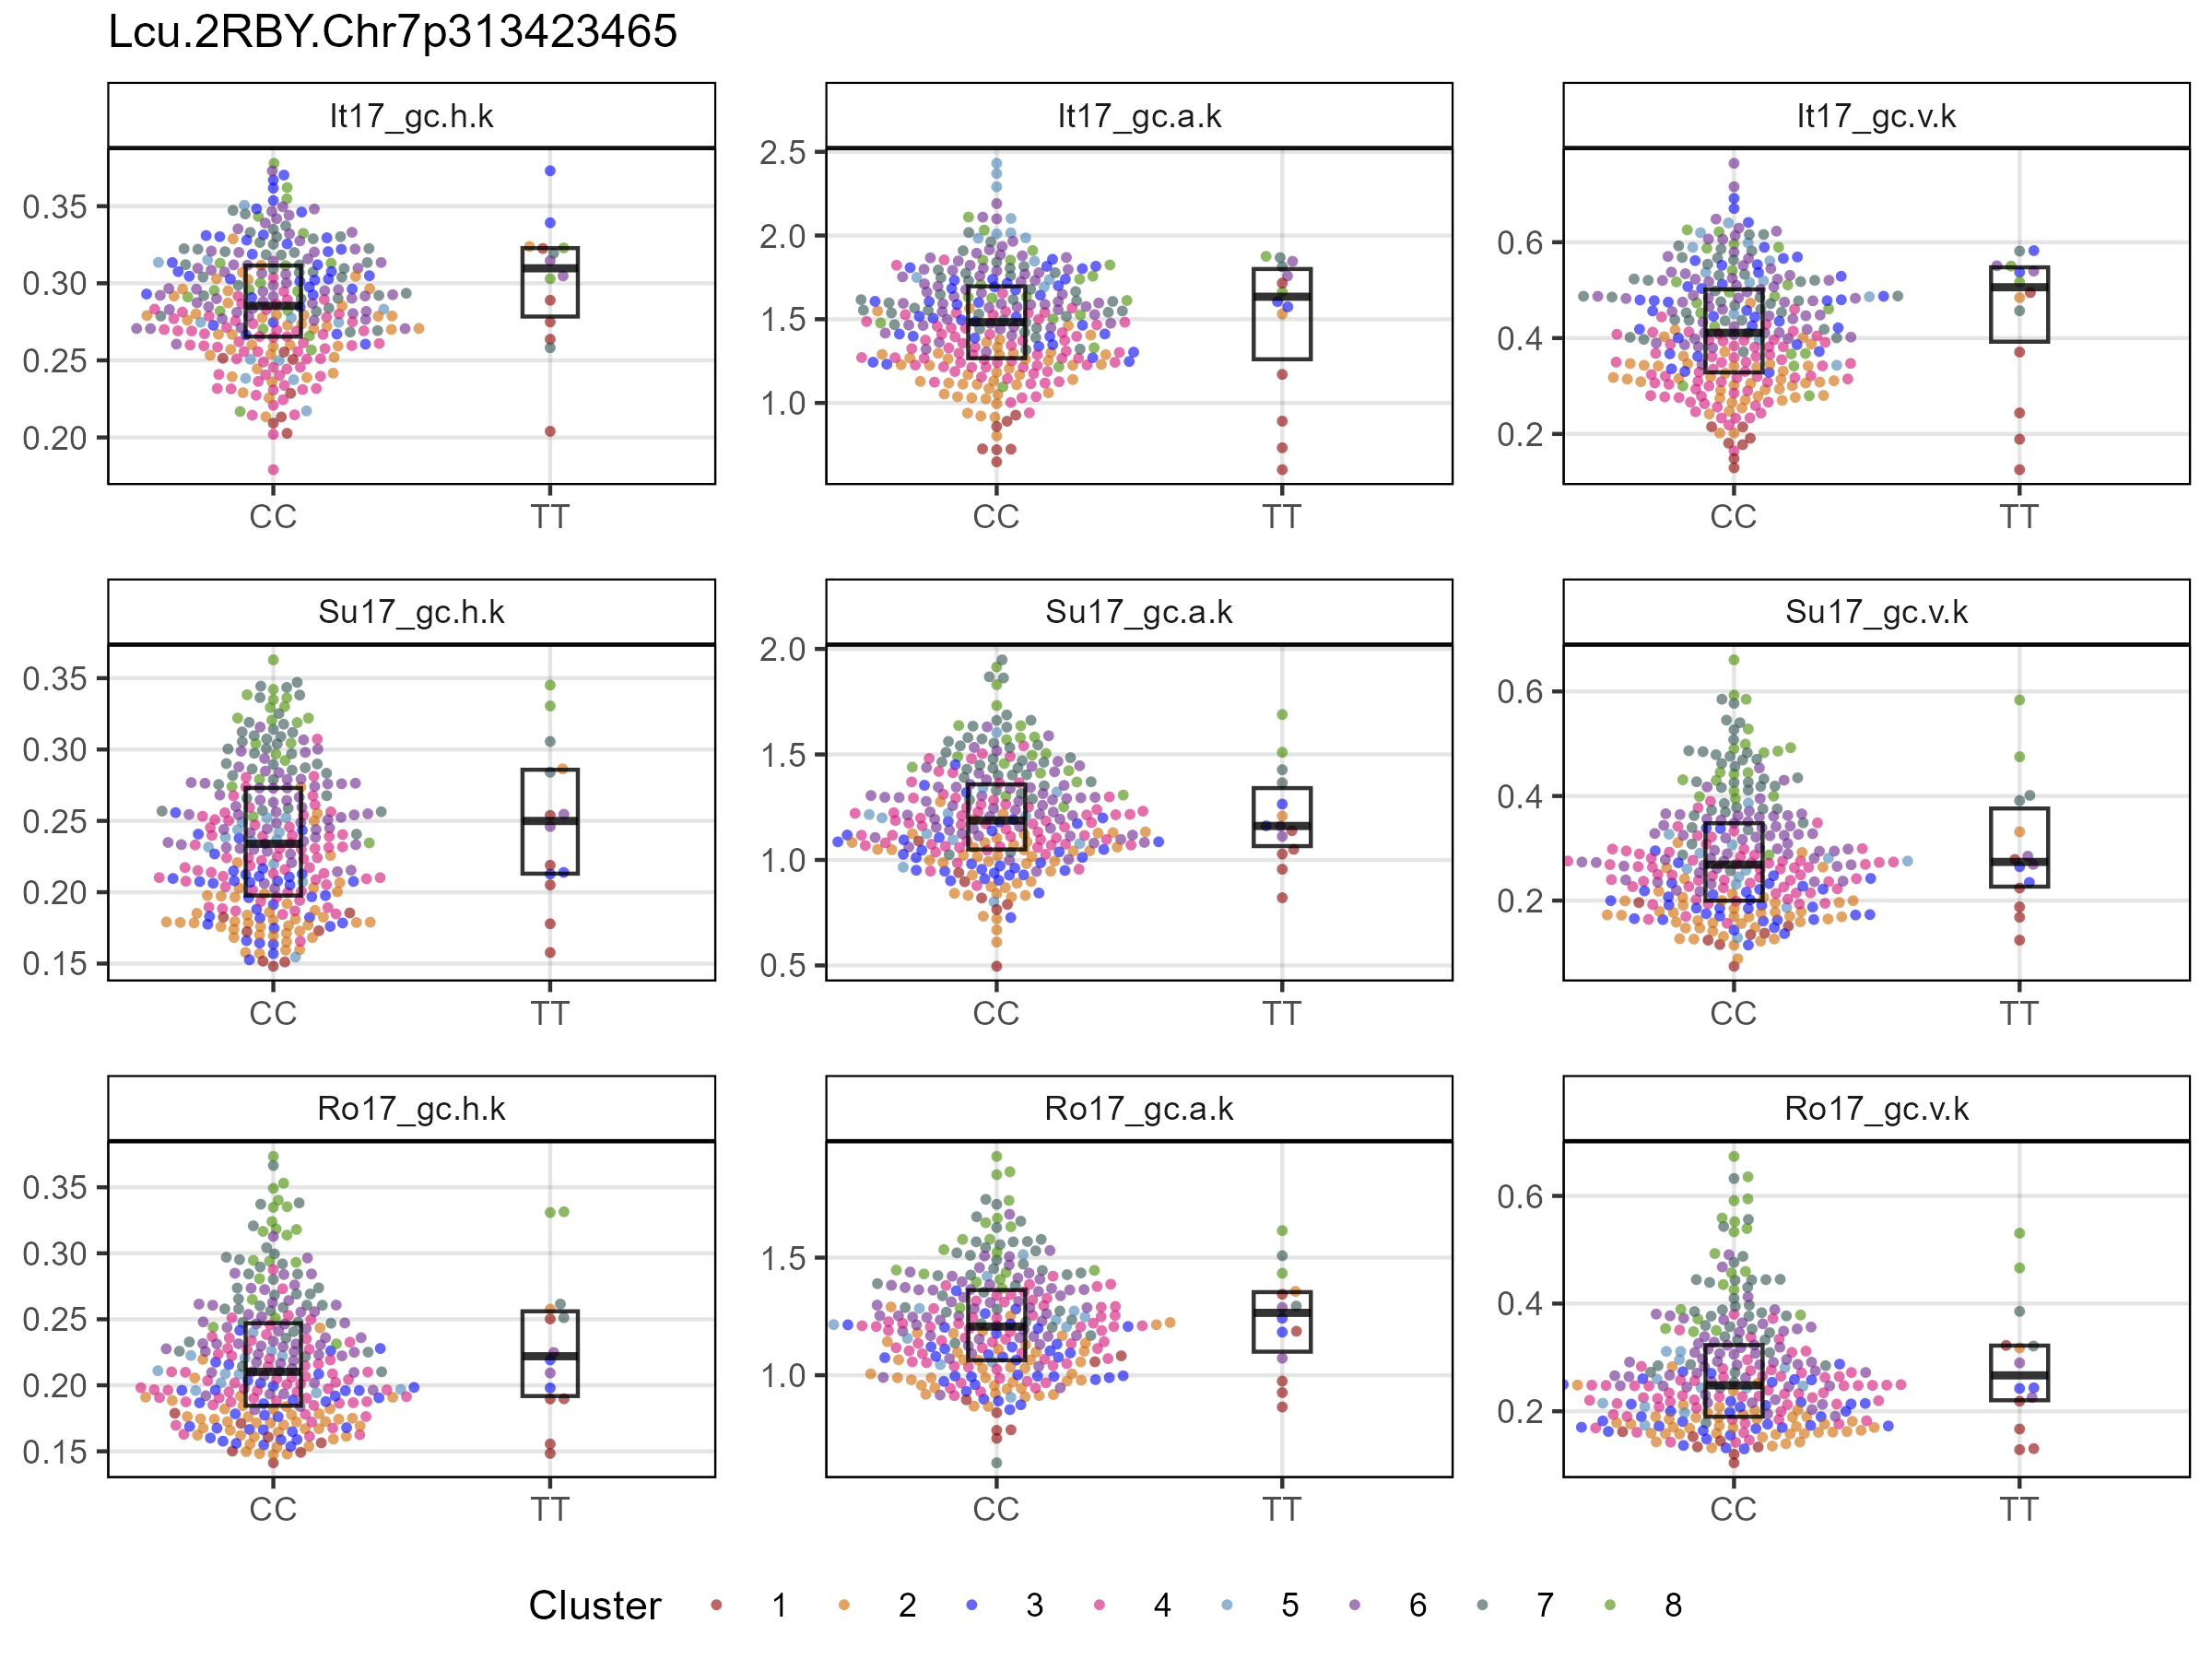 Lcu.2RBY.Chr7p313423465
It17_gc.h.k
It17_gc.a.k
It17_gc.v.k
0.35
0.30
0.25
0.20
CC
TT
2.5
2.0
1.5
1.0
CC
TT
0.6
0.4
0.2
CC
TT
Su17_gc.h.k
Su17_gc.a.k
Su17_gc.v.k
0.35
0.30
0.25
0.20
0.15
CC
TT
2.0
1.5
1.0
0.5
CC
TT
0.6
0.4
0.2
CC
TT
Ro17_gc.h.k
Ro17_gc.a.k
Ro17_gc.v.k
0.35
0.30
0.25
0.20
0.15
CC
TT
1.5
1.0
CC
TT
0.6
0.4
0.2
CC
TT
Cluster 1 2 3 4 5 6 7 8